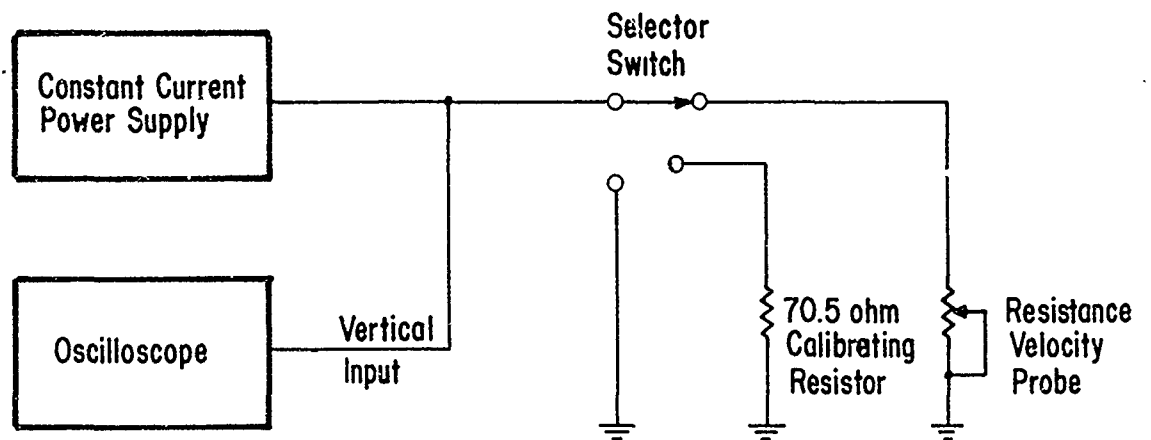 Selector
Switch
Constant Current
Power Supply
Oscilloscope
Vertical
Input
70.5 ohm
Calibrating
Resistor
Resistance
Velocity
Probe